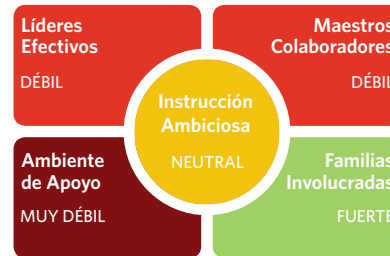 Líderes
Efectivos
DÉBIL
Maestros
Colaboradores
DÉBIL
Instrucción
Ambiciosa
NEUTRAL
Ambiente
de Apoyo
MUY DÉBIL
Familias
Involucradas
FUERTE